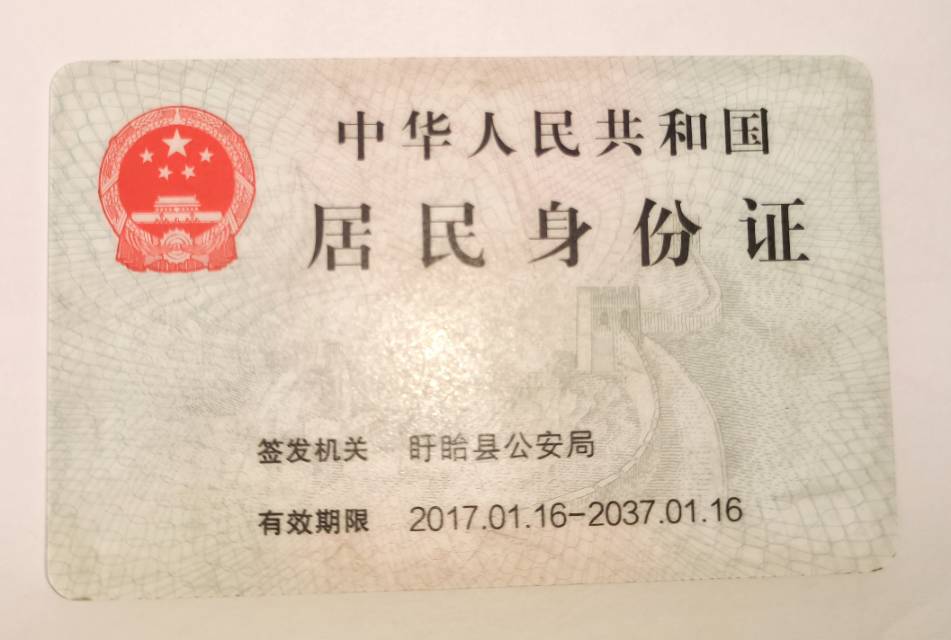 中华人民共和国
居民身份证
签发机关 盱眙县公安局
有效期限 2017.01.16-2037.01.16